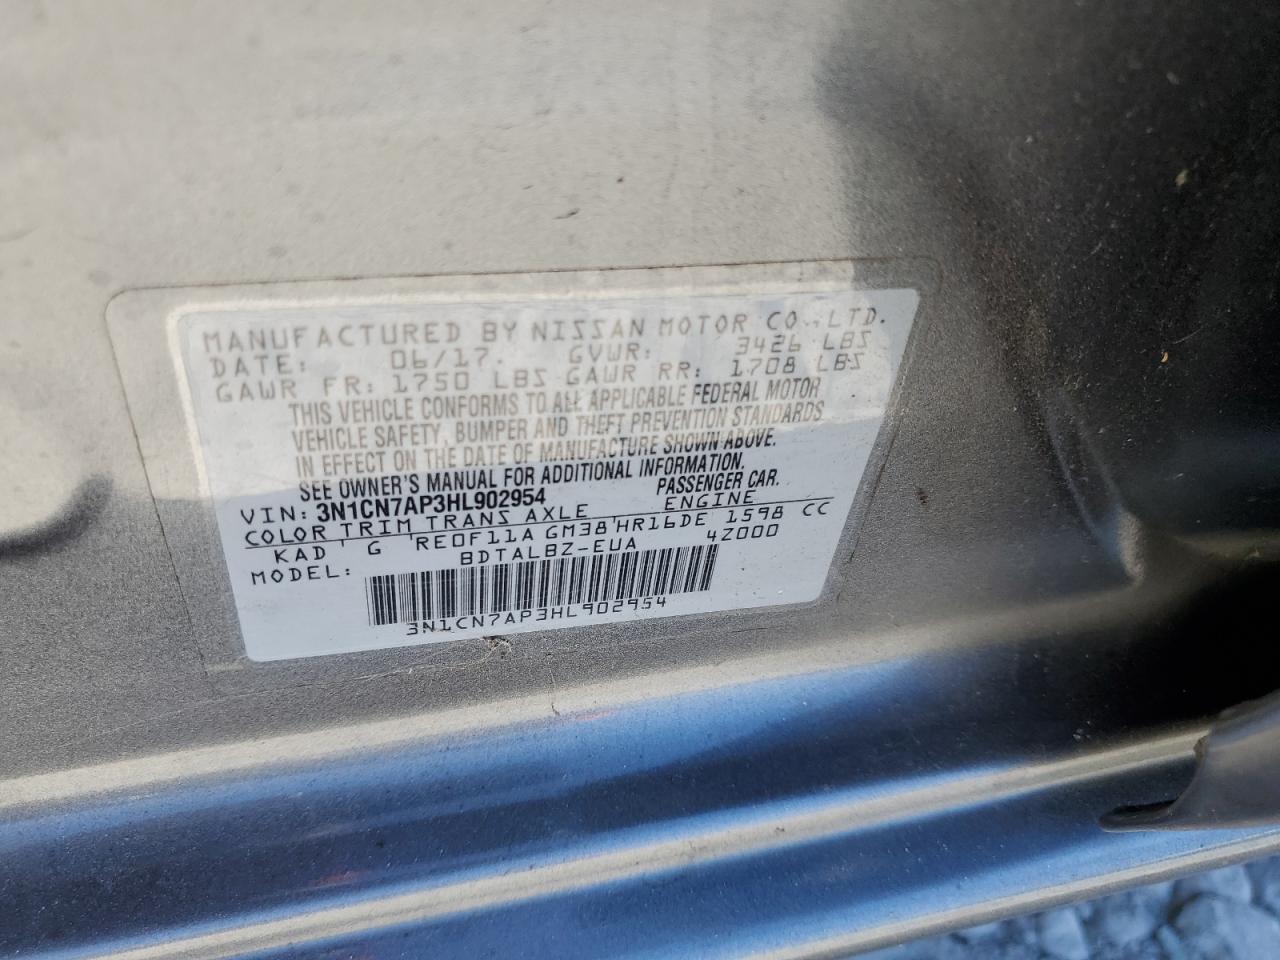 MANUFACTURED BY NISSAN MOTOR CO.,LTD.
DATE: 06/17. GVWR: 3426 LBS
GAWR FR: 1750 LBS GAWR RR: 1708 LBS
THIS VEHICLE CONFORMS TO ALL APPLICABLE FEDERAL MOTOR
VEHICLE SAFETY, BUMPER AND THEFT PREVENTION STANDARDS
IN EFFECT ON THE DATE OF MANUFACTURE SHOWN ABOVE.
SEE OWNER'S MANUAL FOR ADDITIONAL INFORMATION.
VIN: 3N1CN7AP3HL902954 PASSENGER CAR.
COLOR TRIM TRANS AXLE ENGINE
KAD G RE0F11A GM38 HR16DE 1598 CC
MODEL: BDTALBZ-EUA 4Z000
3N1CN7AP3HL902954